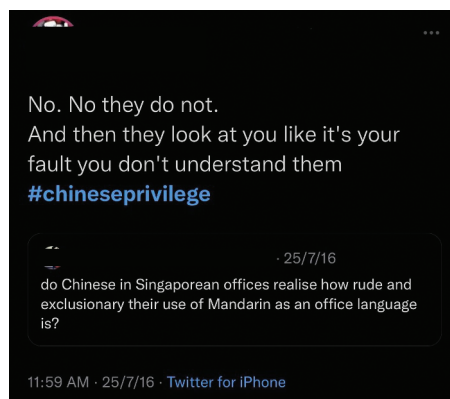 No. No they do not.
And then they look at you like it's your
fault you don't understand them
#chineseprivilege
· 25/7/16
do Chinese in Singaporean offices realise how rude and
exclusionary their use of Mandarin as an office language
is?
11:59 AM · 25/7/16 · Twitter for iPhone